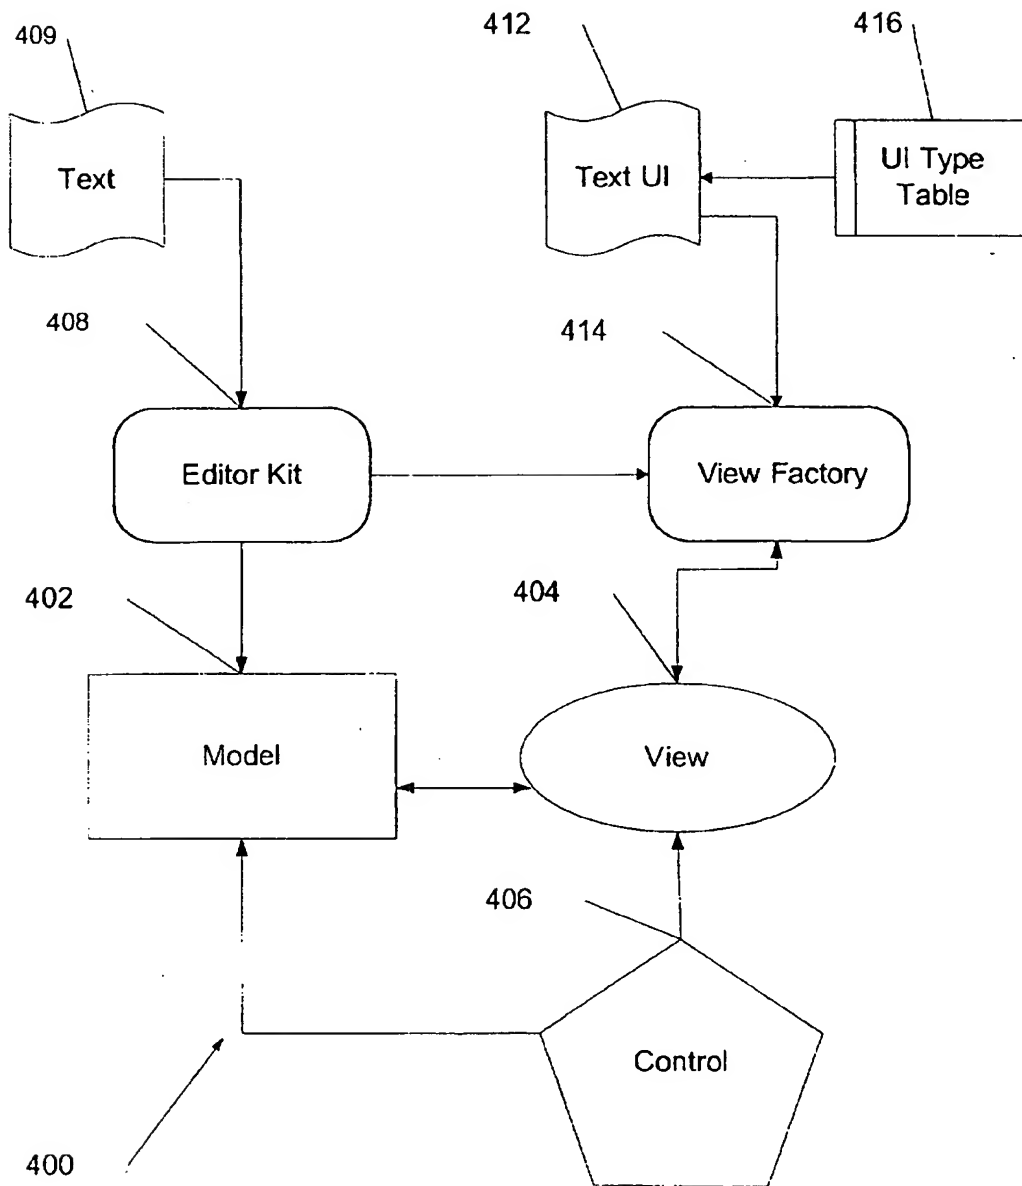 409
412
416
Text
Text UI
UI Type
Table
408
414
Editor Kit
View Factory
402
404
Model
View
406
Control
400